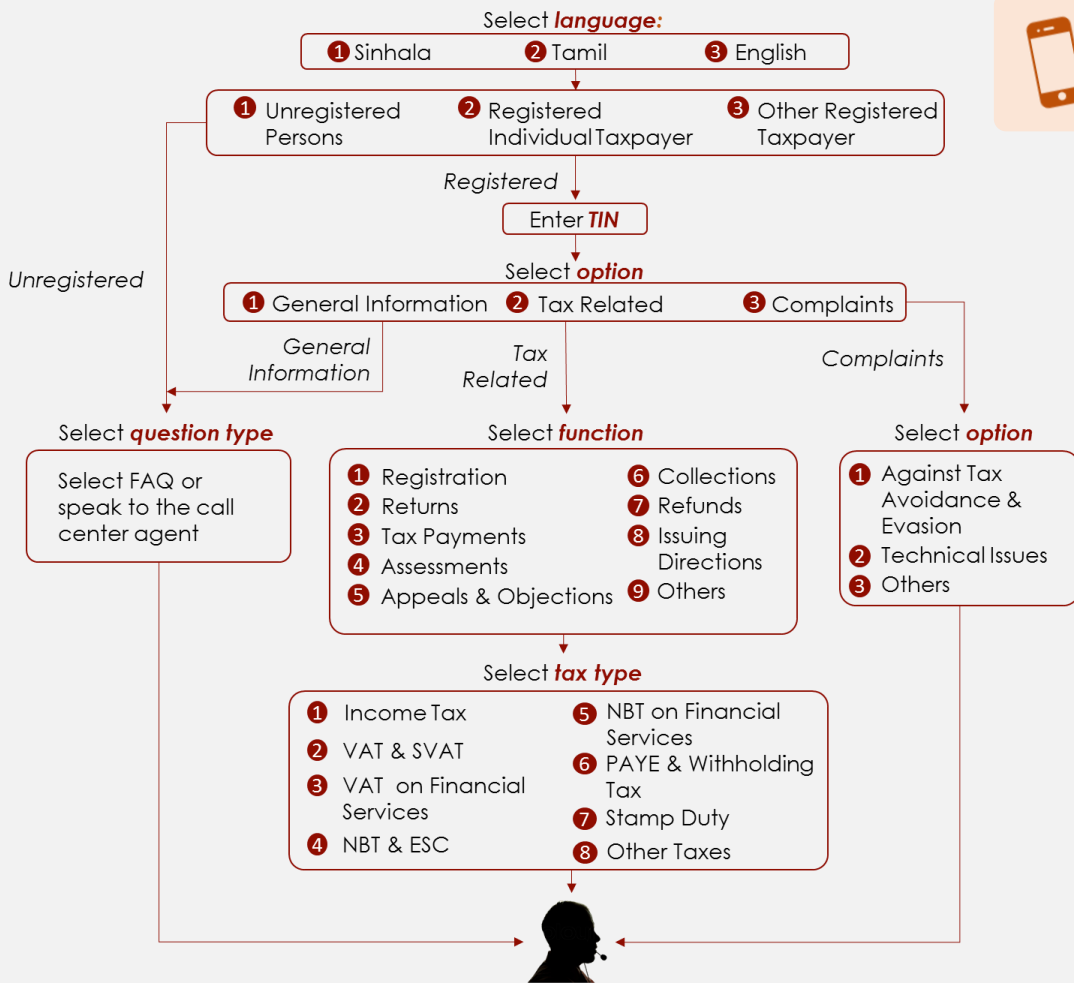 Select language:
1 Sinhala 2 Tamil 3 English
1 Unregistered Persons
2 Registered Individual Taxpayer
3 Other Registered Taxpayer
Registered
Enter TIN
Unregistered
Select option
1 General Information 2 Tax Related 3 Complaints
General
Information
Tax
Related
Complaints
Select question type
Select FAQ or
speak to the call
center agent
Select function
1 Registration
2 Returns
3 Tax Payments
4 Assessments
5 Appeals & Objections
6 Collections
7 Refunds
8 Issuing
Directions
9 Others
Select option
1 Against Tax
Avoidance &
Evasion
2 Technical Issues
3 Others
Select tax type
1 Income Tax
2 VAT & SVAT
3 VAT on Financial
Services
4 NBT & ESC
5 NBT on Financial
Services
6 PAYE & Withholding
Tax
7 Stamp Duty
8 Other Taxes